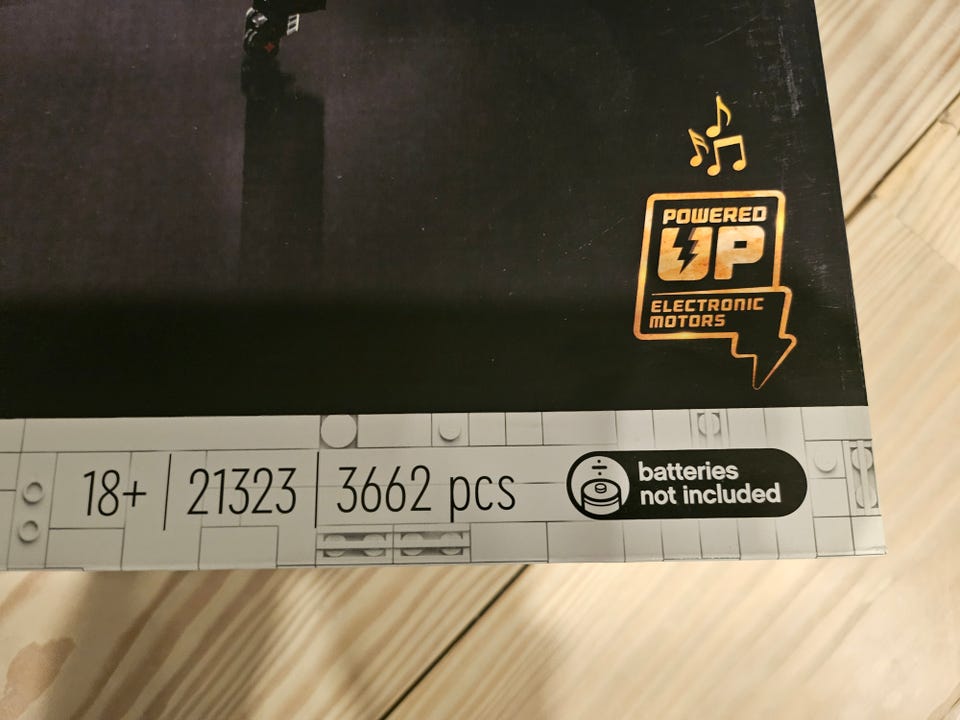 POWERED
UP
ELECTRONIC
MOTORS
18+ 21323 3662 pcs
batteries
not included